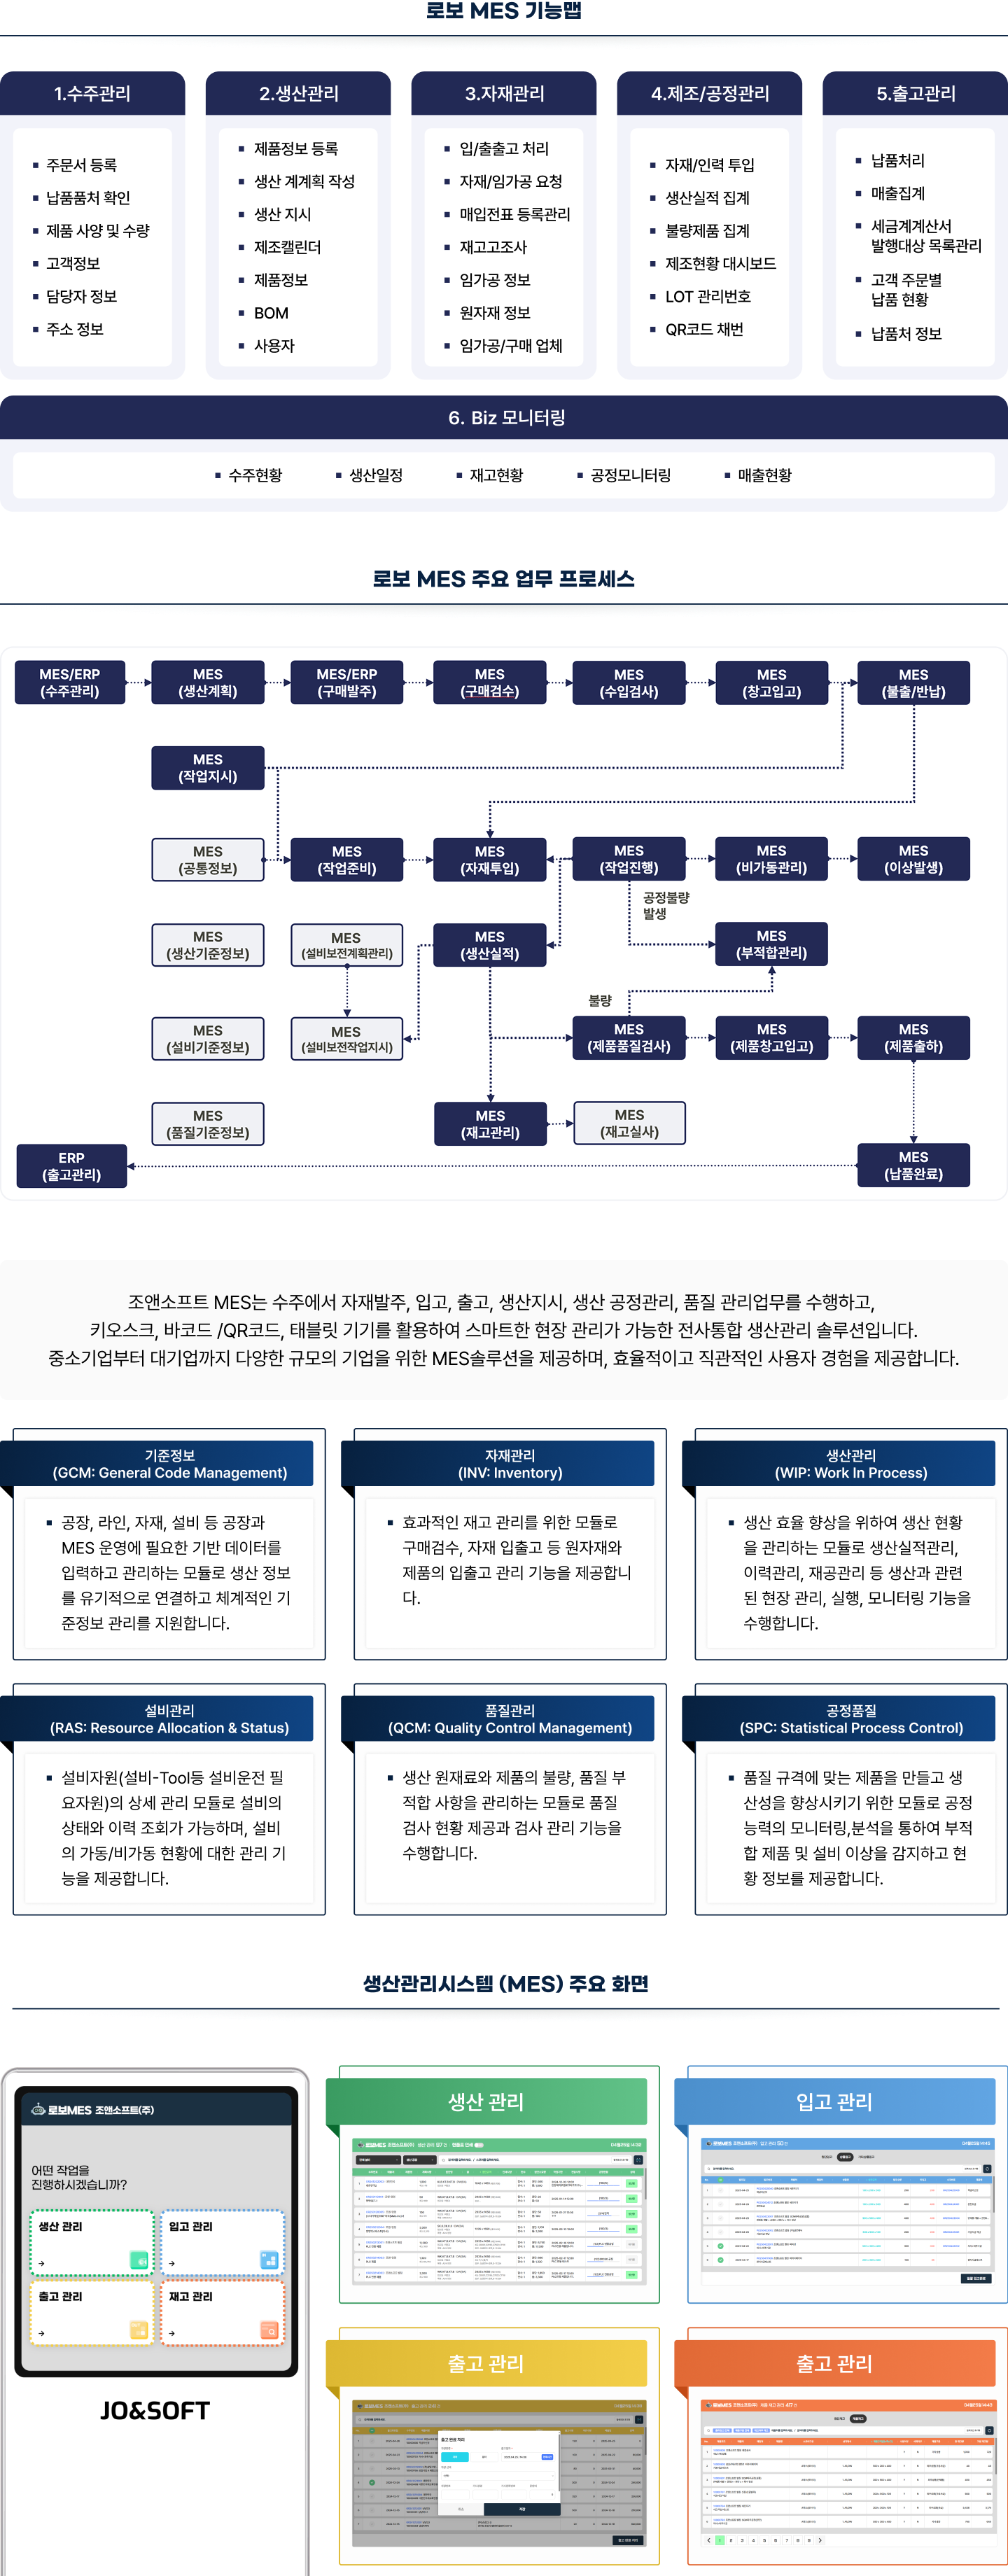 로보 MES 기능맵
1.수주관리
주문서 등록
납품품처 확인
제품 사양 및 수량
고객정보
담당자 정보
주소 정보
2.생산관리
제품정보 등록
생산 계계획 작성
생산 지시
제조캘린더
제품정보
BOM
사용자
3.자재관리
입/출출고 처리
자재/임가공 요청
매입전표 등록관리
재고고조사
임가공 정보
원자재 정보
임가공/구매 업체
4.제조/공정관리
자재/인력 투입
생산실적 집계
불량제품 집계
제조현황 대시보드
LOT 관리번호
QR코드 채번
5.출고관리
납품처리
매출집계
세금계계산서
발행대상 목록관리
고객 주문별
납품 현황
납품처 정보
6. Biz 모니터링
수주현황
생산일정
재고현황
공정모니터링
매출현황
로보 MES 주요 업무 프로세스
MES/ERP
(수주관리)
MES
(생산계획)
MES/ERP
(구매발주)
MES
(구매검수)
MES
(수입검사)
MES
(창고입고)
MES
(불출/반납)
MES
(작업지시)
MES
(공통정보)
MES
(작업준비)
MES
(자재투입)
MES
(작업진행)
MES
(비가동관리)
MES
(이상발생)
공정불량
발생
MES
(생산기준정보)
MES
(설비보전계획관리)
MES
(생산실적)
MES
(부적합관리)
불량
MES
(설비기준정보)
MES
(설비보전작업지시)
MES
(제품품질검사)
MES
(제품창고입고)
MES
(제품출하)
MES
(품질기준정보)
MES
(재고관리)
MES
(재고실사)
ERP
(출고관리)
MES
(납품완료)
조앤소프트 MES는 수주에서 자재발주, 입고, 출고, 생산지시, 생산 공정관리, 품질 관리업무를 수행하고,
키오스크, 바코드 /QR코드, 태블릿 기기를 활용하여 스마트한 현장 관리가 가능한 전사통합 생산관리 솔루션입니다.
중소기업부터 대기업까지 다양한 규모의 기업을 위한 MES솔루션을 제공하며, 효율적이고 직관적인 사용자 경험을 제공합니다.
기준정보
(GCM: General Code Management)
공장, 라인, 자재, 설비 등 공장과
MES 운영에 필요한 기반 데이터를
입력하고 관리하는 모듈로 생산 정보
를 유기적으로 연결하고 체계적인 기
준정보 관리를 지원합니다.
자재관리
(INV: Inventory)
효과적인 재고 관리를 위한 모듈로
구매검수, 자재 입출고 등 원자재와
제품의 입출고 관리 기능을 제공합니
다.
생산관리
(WIP: Work In Process)
생산 효율 향상을 위하여 생산 현황
을 관리하는 모듈로 생산실적관리,
이력관리, 재공관리 등 생산과 관련
된 현장 관리, 실행, 모니터링 기능을
수행합니다.
설비관리
(RAS: Resource Allocation & Status)
설비자원(설비-Tool등 설비운전 필
요자원)의 상세 관리 모듈로 설비의
상태와 이력 조회가 가능하며, 설비
의 가동/비가동 현황에 대한 관리 기
능을 제공합니다.
품질관리
(QCM: Quality Control Management)
생산 원재료와 제품의 불량, 품질 부
적합 사항을 관리하는 모듈로 품질
검사 현황 제공과 검사 관리 기능을
수행합니다.
공정품질
(SPC: Statistical Process Control)
품질 규격에 맞는 제품을 만들고 생
산성을 향상시키기 위한 모듈로 공정
능력의 모니터링,분석을 통하여 부적
합 제품 및 설비 이상을 감지하고 현
황 정보를 제공합니다.
생산관리시스템 (MES) 주요 화면
로보MES 조앤소프트(주)
어떤 작업을
진행하시겠습니까?
생산 관리
입고 관리
출고 관리
재고 관리
JO&SOFT
생산 관리
로보MES 조앤소프트(주)
입고 관리
로보MES 조앤소프트(주)
출고 관리
출고 관리
로보MES 조앤소프트(주)